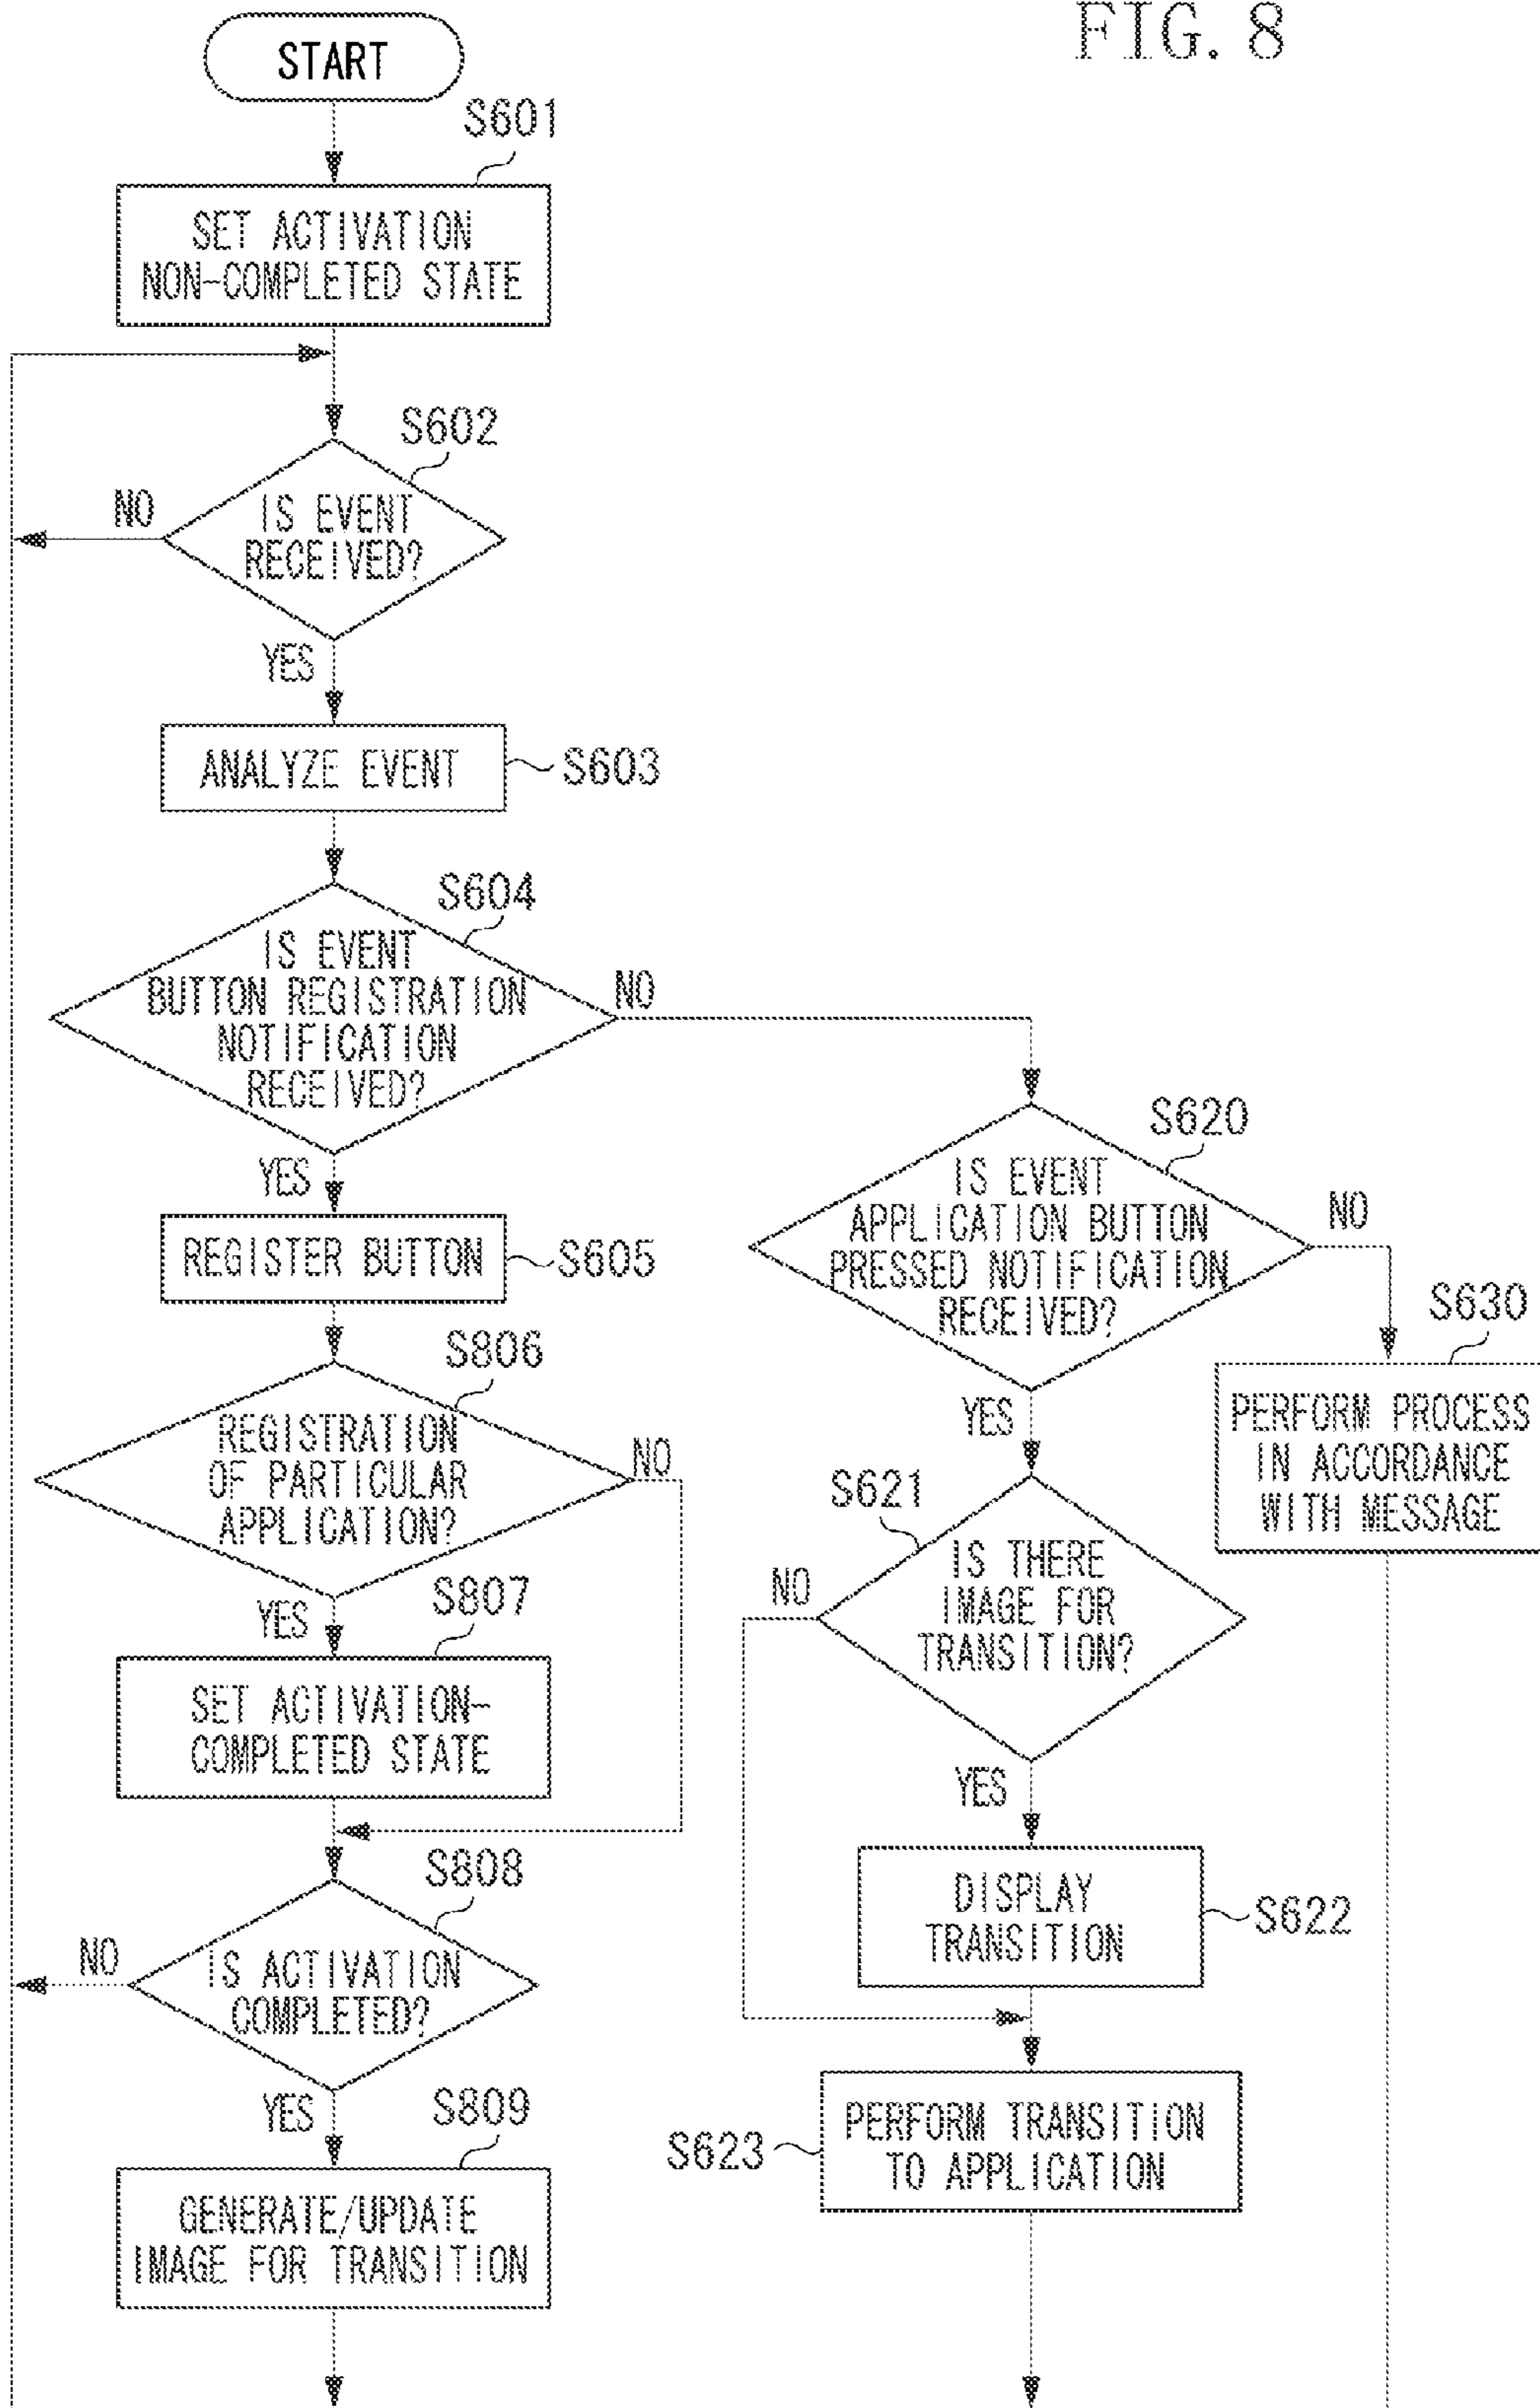 FIG. 8
START
S601
SET ACTIVATION
NON-COMPLETED STATE
S602
NO
IS EVENT
RECEIVED?
YES
ANALYZE EVENT
S603
S604
IS EVENT
BUTTON REGISTRATION
NOTIFICATION
RECEIVED?
NO
YES
REGISTER BUTTON
S605
S806
REGISTRATION
OF PARTICULAR
APPLICATION?
NO
YES
S807
SET ACTIVATION-
COMPLETED STATE
S808
NO
IS ACTIVATION
COMPLETED?
YES
S809
GENERATE/UPDATE
IMAGE FOR TRANSITION
S620
IS EVENT
APPLICATION BUTTON
PRESSED NOTIFICATION
RECEIVED?
NO
YES
S630
PERFORM PROCESS
IN ACCORDANCE
WITH MESSAGE
S621
NO
IS THERE
IMAGE FOR
TRANSITION?
YES
DISPLAY
TRANSITION
S622
S623
PERFORM TRANSITION
TO APPLICATION